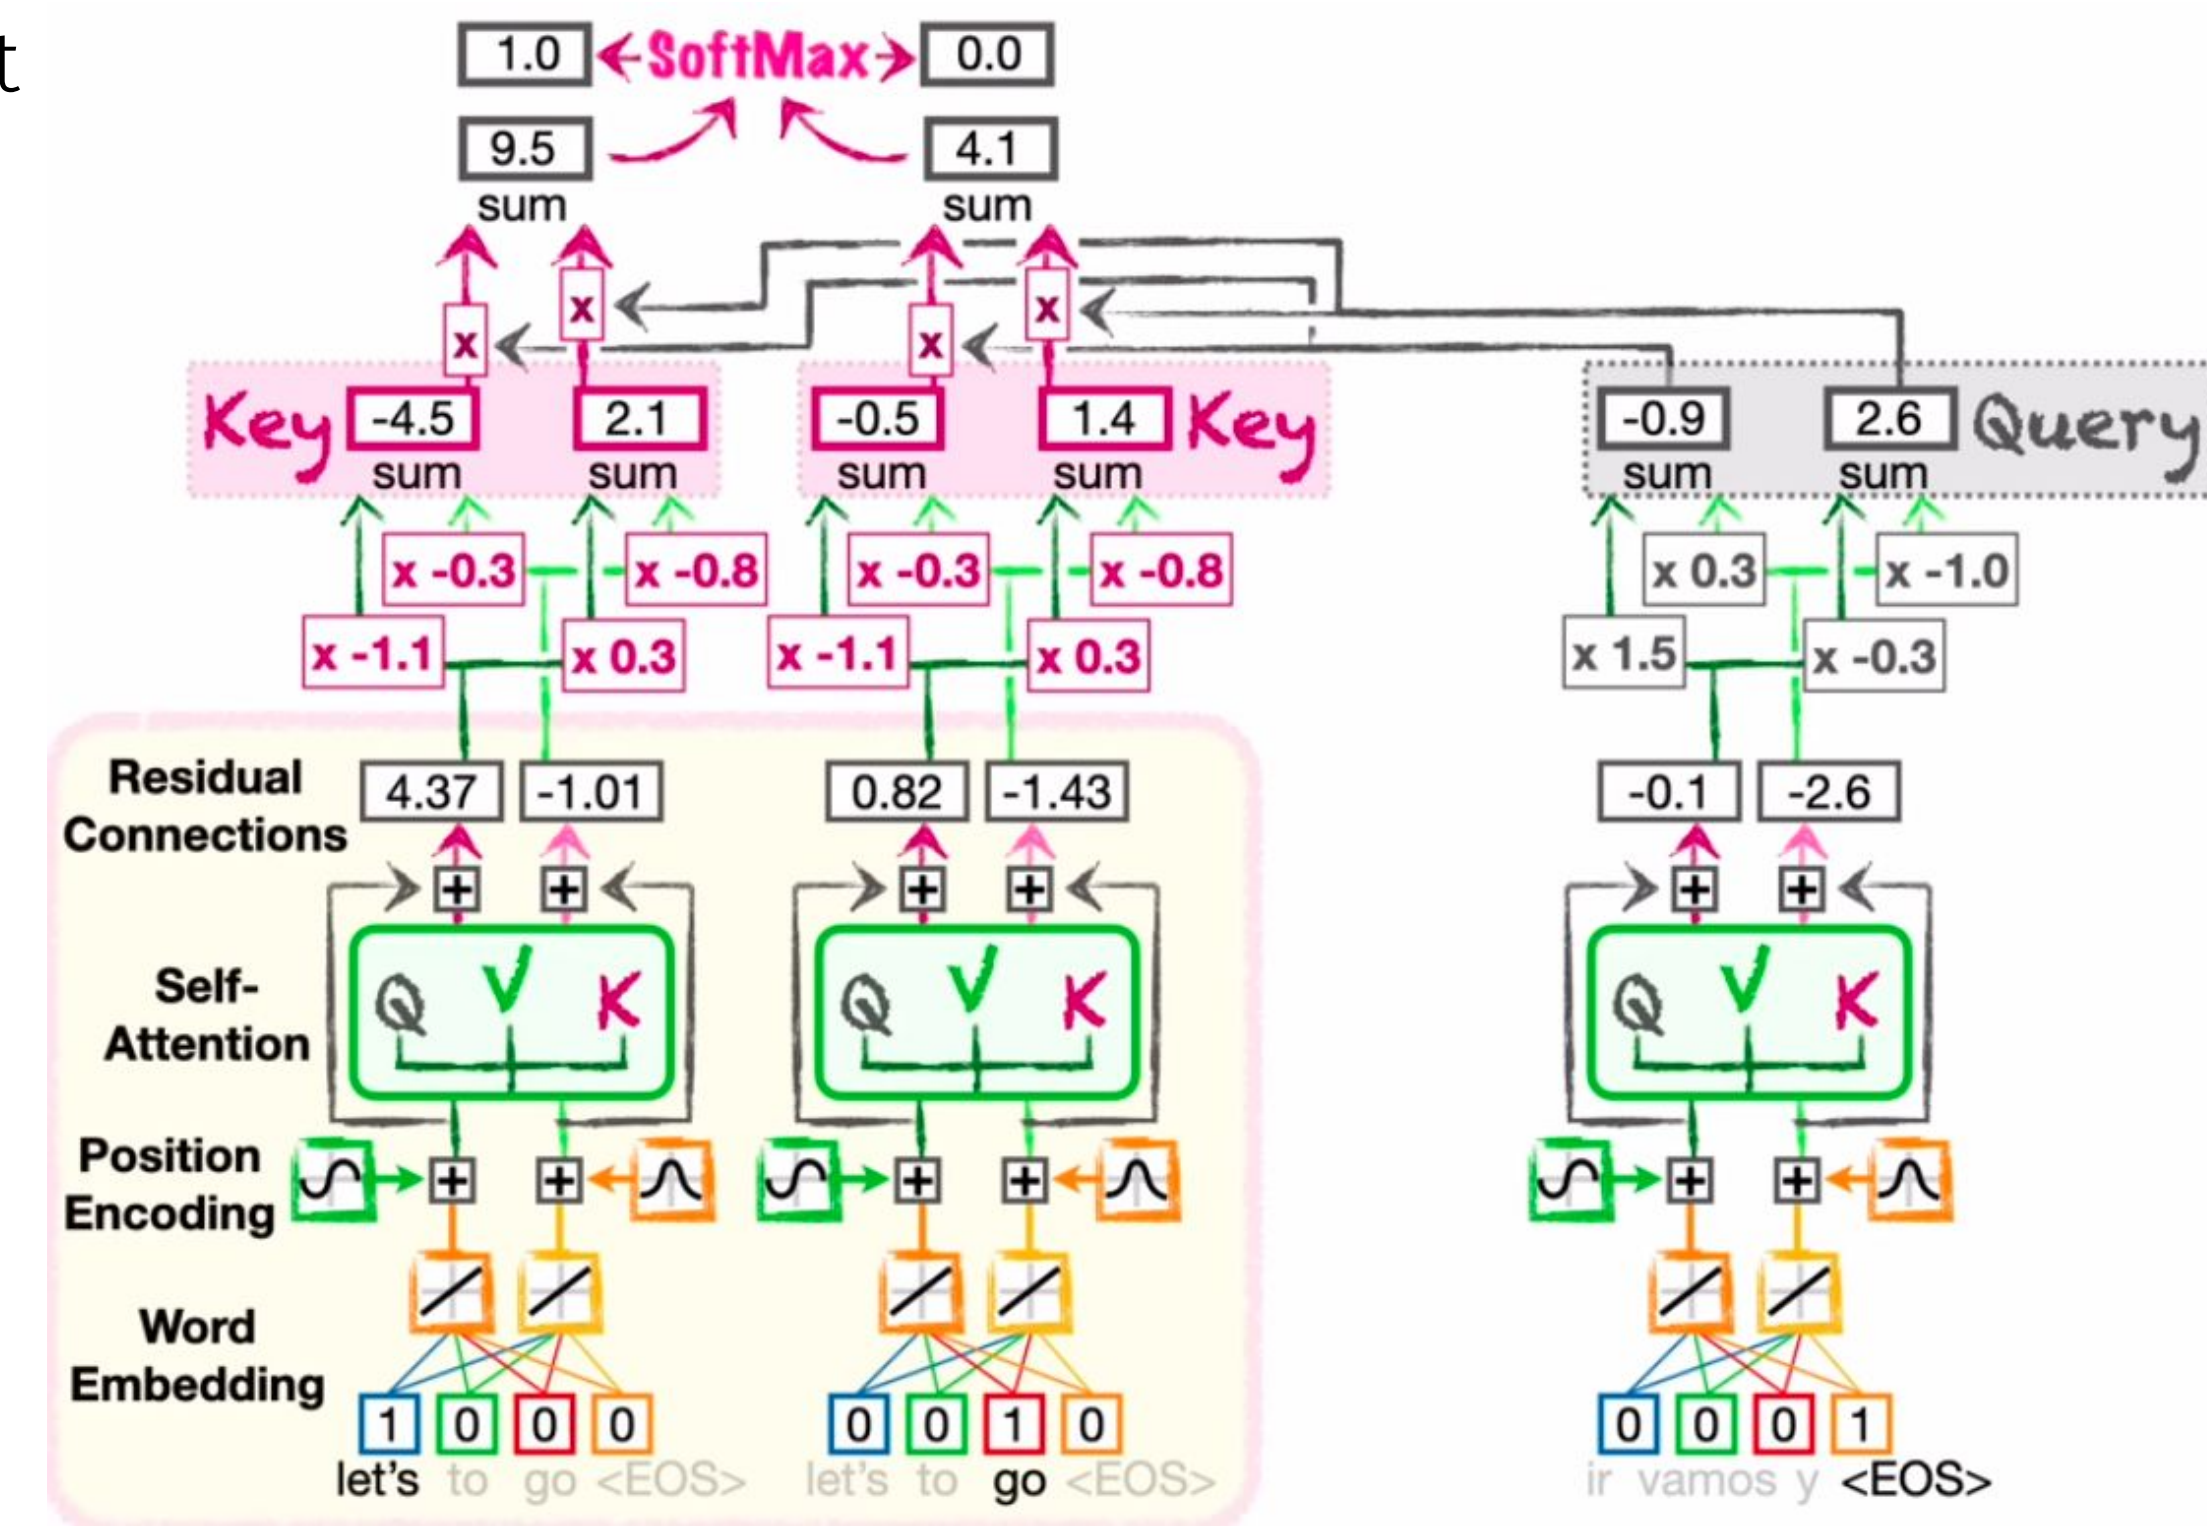 t
1.0 SoftMax 0.0
9.5 4.1
sum sum
x x x x
Key -4.5 2.1 -0.5 1.4 Key -0.9 2.6 Query
sum sum sum sum sum sum
x -0.3 x -0.8 x -0.3 x -0.8 x 0.3 x -1.0
x -1.1 x 0.3 x -1.1 x 0.3 x 1.5 x -0.3
Residual
Connections
4.37 -1.01 0.82 -1.43 -0.1 -2.6
+ + + + + +
Self-
Attention
Q V K Q V K Q V K
Position
Encoding
+ + + + + +
Word
Embedding
1 0 0 0 0 0 1 0 0 0 0 1
let's to go <EOS> let's to go <EOS> ir vamos y <EOS>